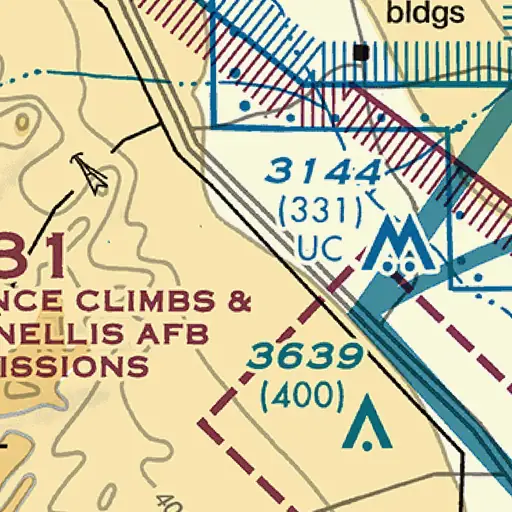 bldgs
3144
(331)
UC
81
NCE CLIMBS &
NELLIS AFB
ISSIONS
3639
(400)